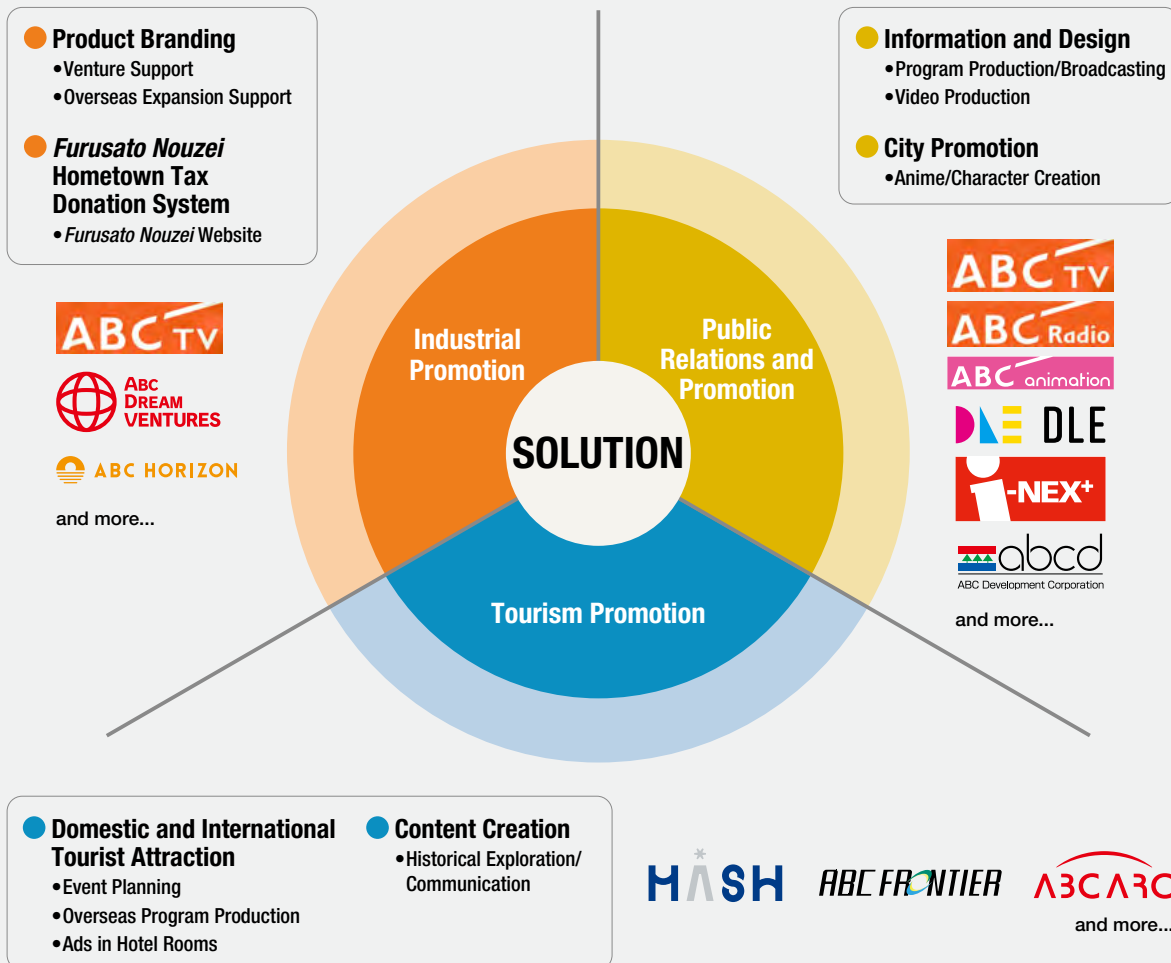 Product Branding
•Venture Support
•Overseas Expansion Support
Furusato Nouzei
Hometown Tax
Donation System
•Furusato Nouzei Website
Information and Design
•Program Production/Broadcasting
•Video Production
City Promotion
•Anime/Character Creation
ABC TV
ABC
DREAM
VENTURES
ABC HORIZON
and more...
Industrial
Promotion
Public
Relations and
Promotion
SOLUTION
Tourism Promotion
ABC TV
ABC Radio
ABC animation
DLE DLE
i-NEX+
abcd
ABC Development Corporation
and more...
Domestic and International
Tourist Attraction
•Event Planning
•Overseas Program Production
•Ads in Hotel Rooms
Content Creation
•Historical Exploration/
Communication
HASH
ABC FRONTIER
ABCARC
and more...